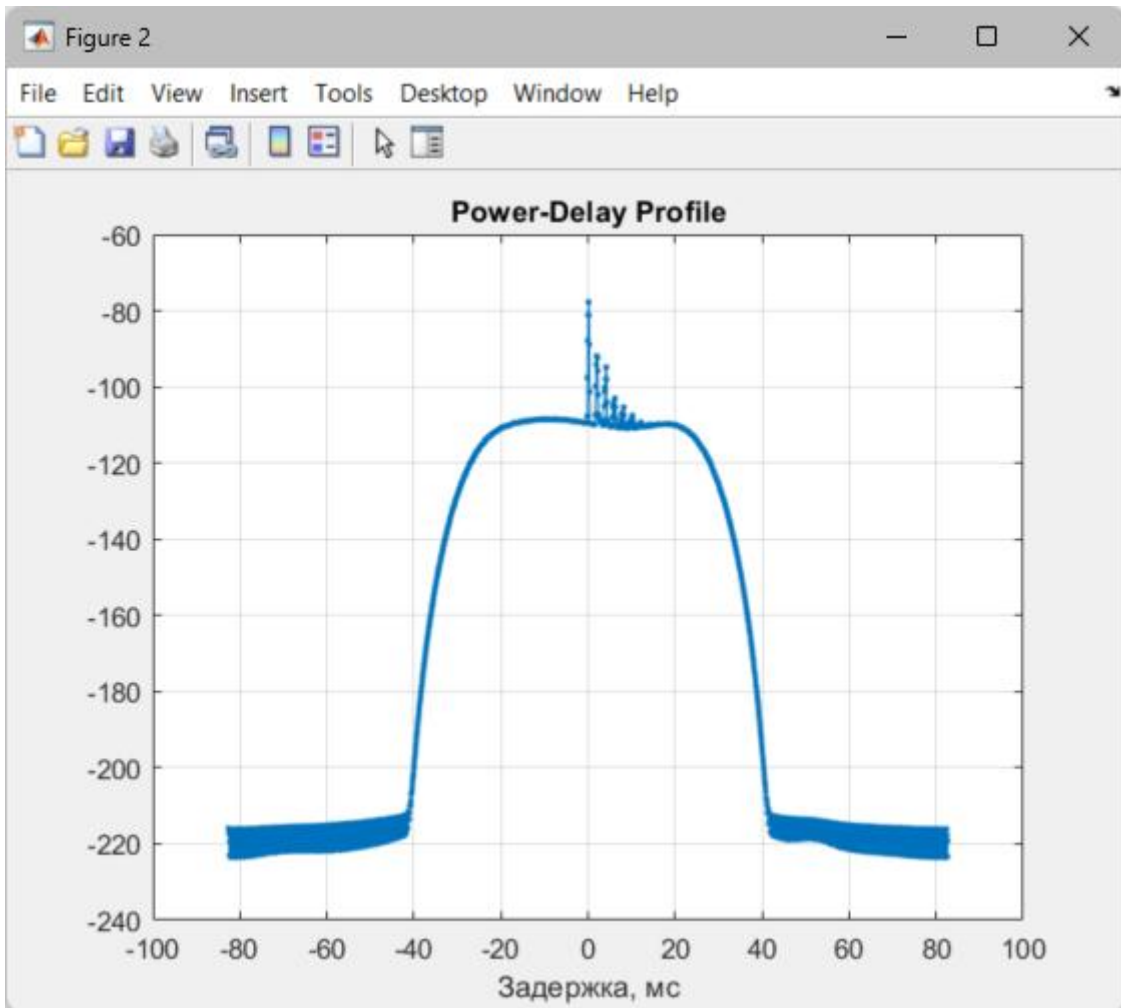 Figure 2
File Edit View Insert Tools Desktop Window Help
Power-Delay Profile
-60
-80
-100
-120
-140
-160
-180
-200
-220
-240
-100 -80 -60 -40 -20 0 20 40 60 80 100
Задержка, мс